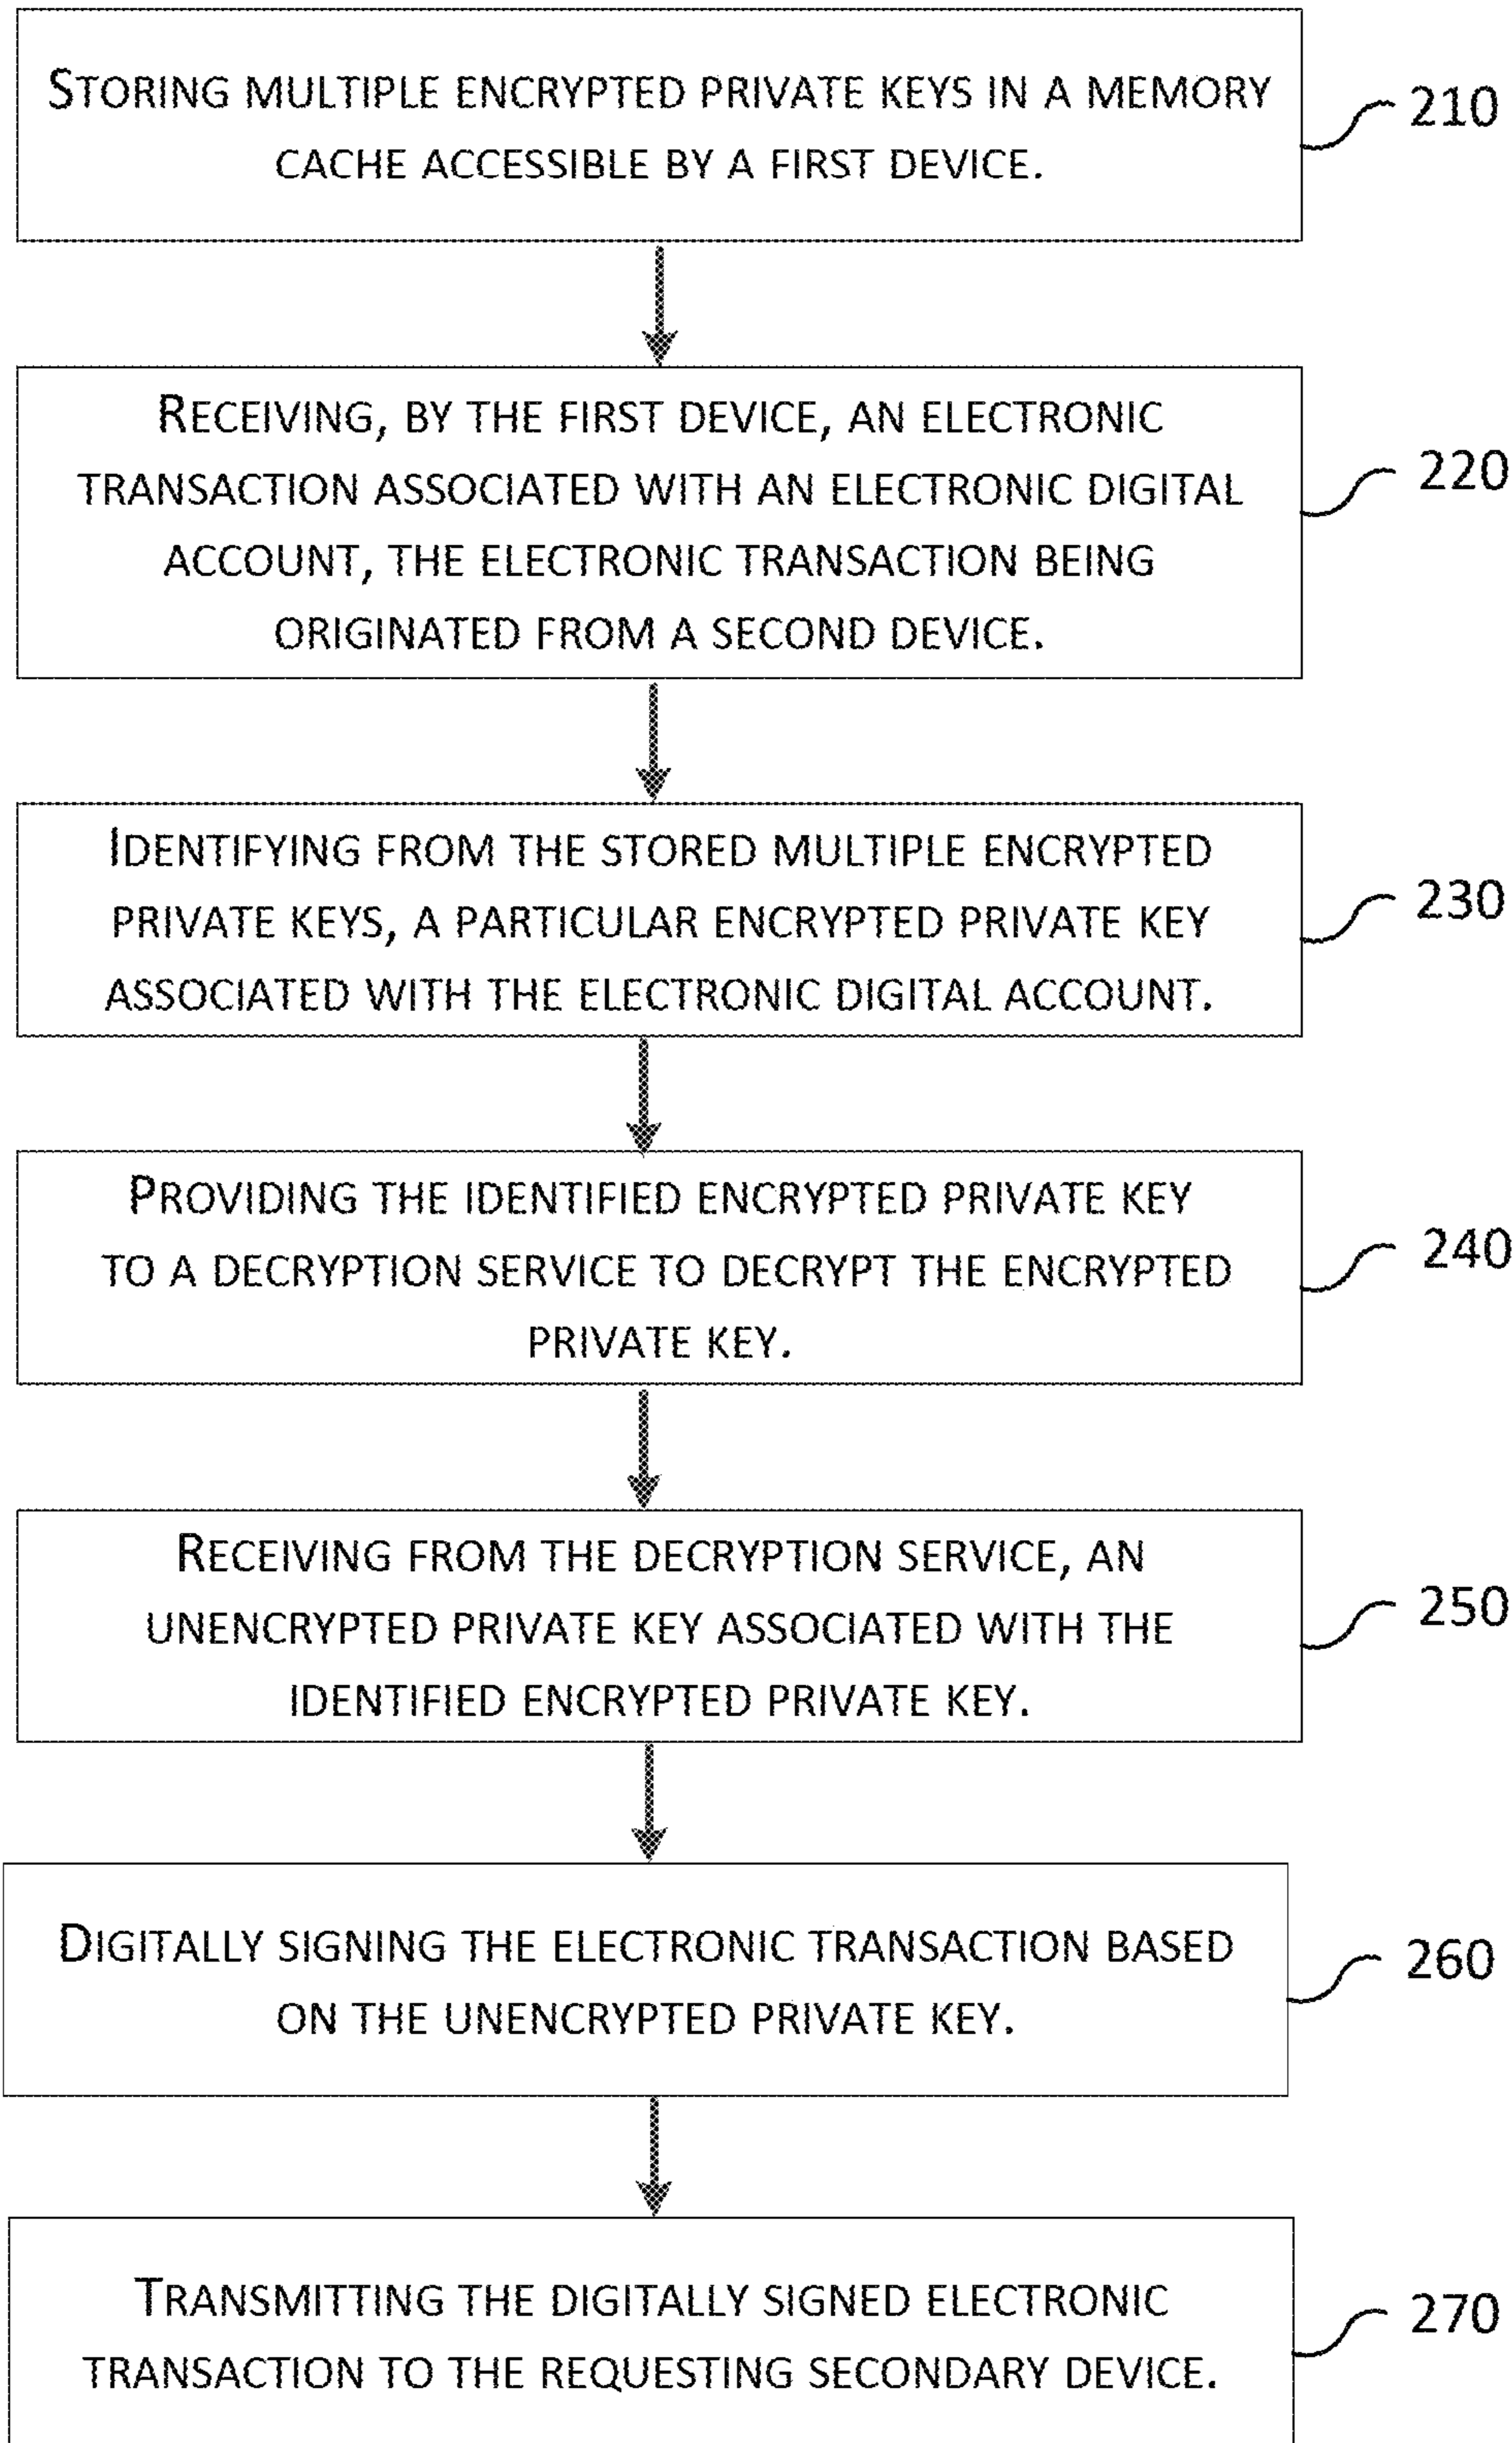 STORING MULTIPLE ENCRYPTED PRIVATE KEYS IN A MEMORY
CACHE ACCESSIBLE BY A FIRST DEVICE.
210
RECEIVING, BY THE FIRST DEVICE, AN ELECTRONIC
TRANSACTION ASSOCIATED WITH AN ELECTRONIC DIGITAL
ACCOUNT, THE ELECTRONIC TRANSACTION BEING
ORIGINATED FROM A SECOND DEVICE.
220
IDENTIFYING FROM THE STORED MULTIPLE ENCRYPTED
PRIVATE KEYS, A PARTICULAR ENCRYPTED PRIVATE KEY
ASSOCIATED WITH THE ELECTRONIC DIGITAL ACCOUNT.
230
PROVIDING THE IDENTIFIED ENCRYPTED PRIVATE KEY
TO A DECRYPTION SERVICE TO DECRYPT THE ENCRYPTED
PRIVATE KEY.
240
RECEIVING FROM THE DECRYPTION SERVICE, AN
UNENCRYPTED PRIVATE KEY ASSOCIATED WITH THE
IDENTIFIED ENCRYPTED PRIVATE KEY.
250
DIGITALLY SIGNING THE ELECTRONIC TRANSACTION BASED
ON THE UNENCRYPTED PRIVATE KEY.
260
TRANSMITTING THE DIGITALLY SIGNED ELECTRONIC
TRANSACTION TO THE REQUESTING SECONDARY DEVICE.
270